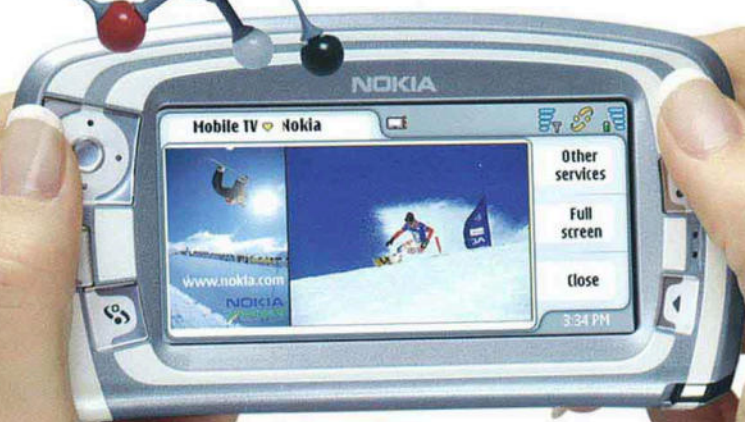 NOKIA
Mobile TV Nokia
Other
services
Full
screen
Close
3:34 PM
www.nokia.com
NOKIA